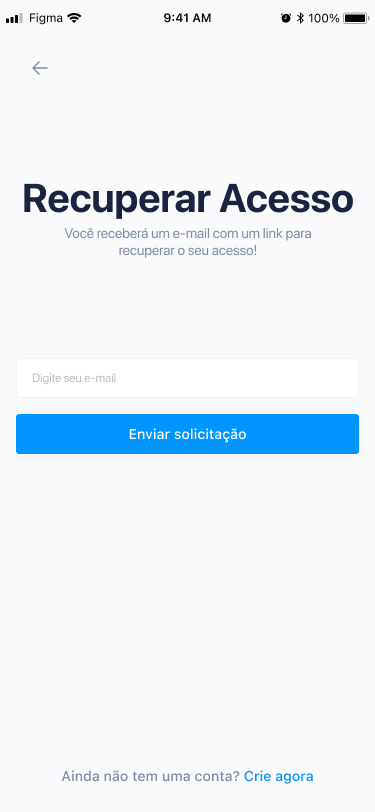 Figma 9:41 AM 100%
Recuperar Acesso
Você receberá um e-mail com um link para
recuperar o seu acesso!
Digite seu e-mail
Enviar solicitação
Ainda não tem uma conta? Crie agora